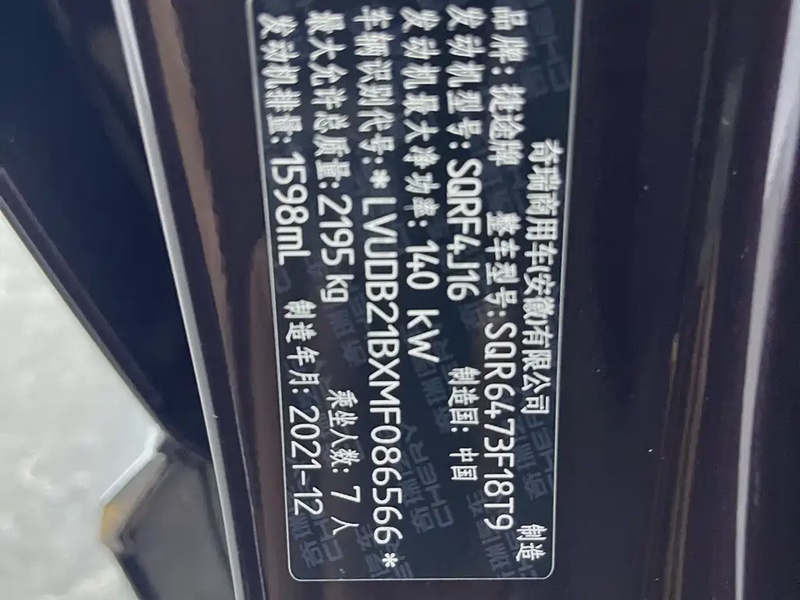 奇瑞商用车(安徽)有限公司 制造
品牌:捷途牌 整车型号:SQR6473F18T9
发动机型号:SQRF4J16 制造国:中国
发动机最大净功率:140 kW
车辆识别代号:*LVUDB21BXMF086566*
最大允许总质量:2195 kg 乘坐人数:7人
发动机排量:1598mL 制造年月:2021-12